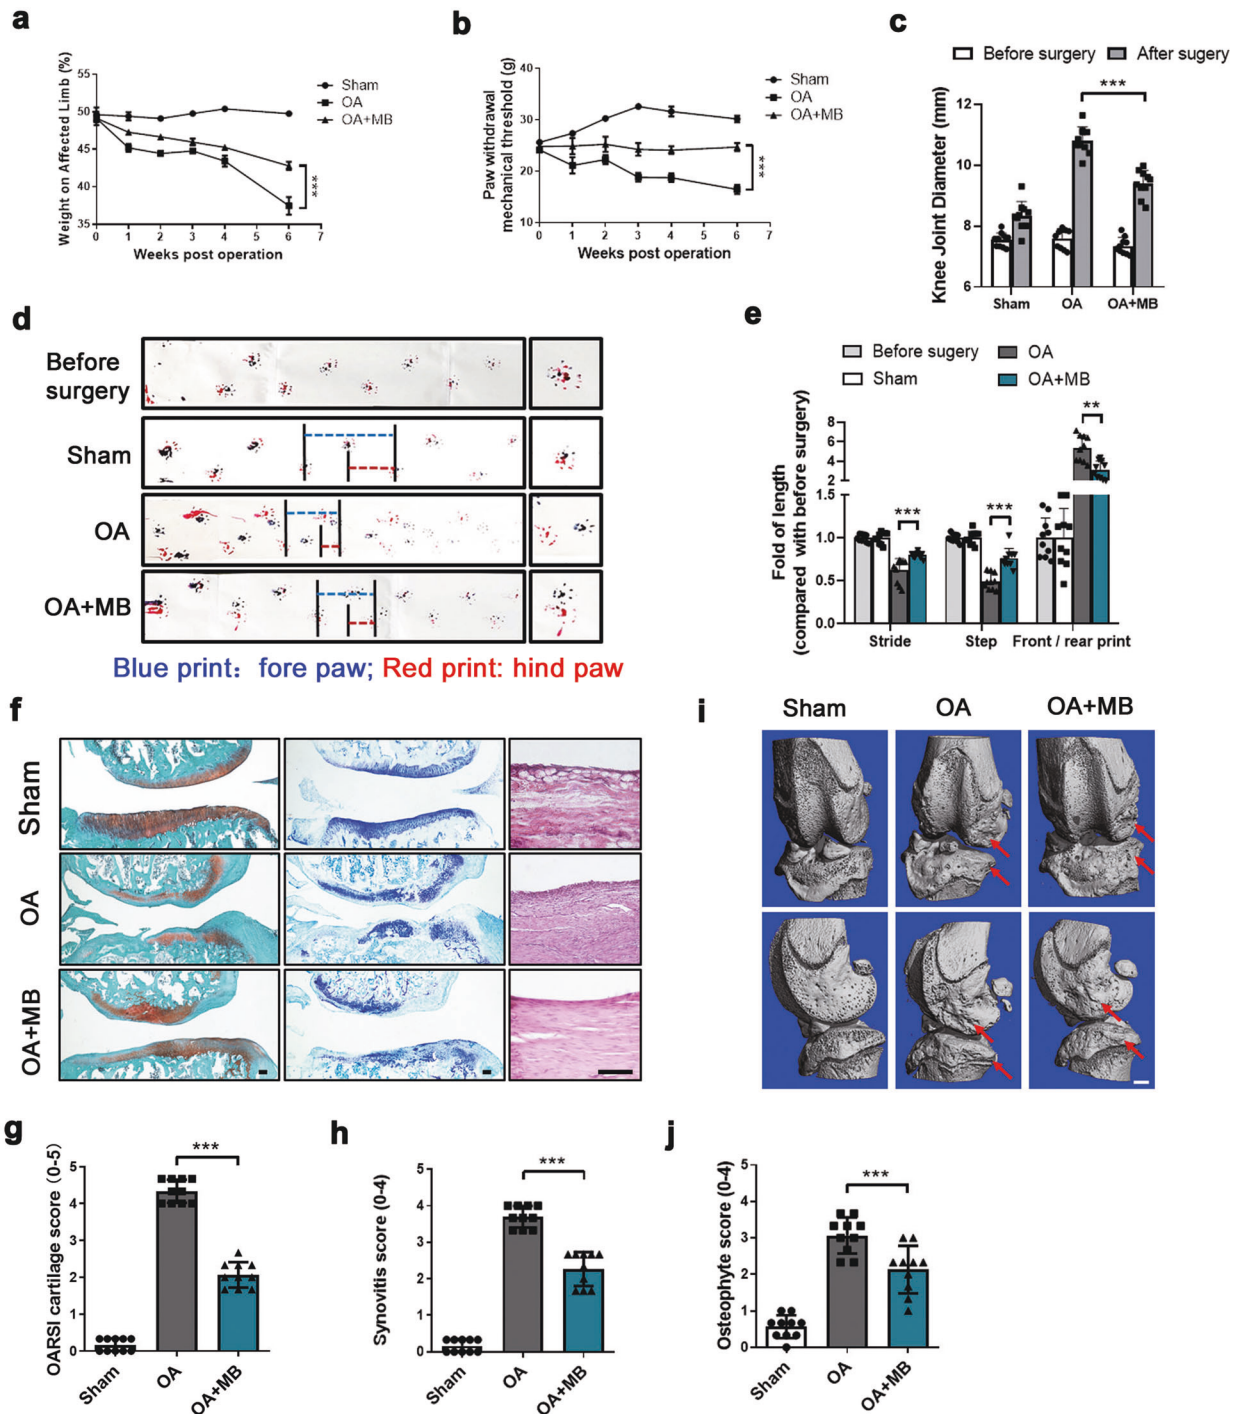 a
Weight on Affected Limb (%)
55
50
45
40
35
0 1 2 3 4 5 6 7
Weeks post operation
Sham
OA
OA+MB
***
b
Paw withdrawal
mechanical threshold (g)
40
30
20
10
0 1 2 3 4 5 6 7
Weeks post operation
Sham
OA
OA+MB
***
c
Before surgery After sugery
Knee Joint Diameter (mm)
12
10
8
6
***
Sham OA OA+MB
d
Before
surgery
Sham
OA
OA+MB
Blue print: fore paw; Red print: hind paw
e
Before sugery OA
Sham OA+MB
Fold of length
(compared with before surgery)
8
6
4
2
1.5
1.0
0.5
0.0
***
***
**
Stride Step Front / rear print
f
Sham
OA
OA+MB
i
Sham OA OA+MB
g
OARSI cartilage score (0-5)
5
4
3
2
1
0
***
Sham OA OA+MB
h
Synovitis score (0-4)
5
4
3
2
1
0
***
Sham OA OA+MB
j
Osteophyte score (0-4)
5
4
3
2
1
0
***
Sham OA OA+MB